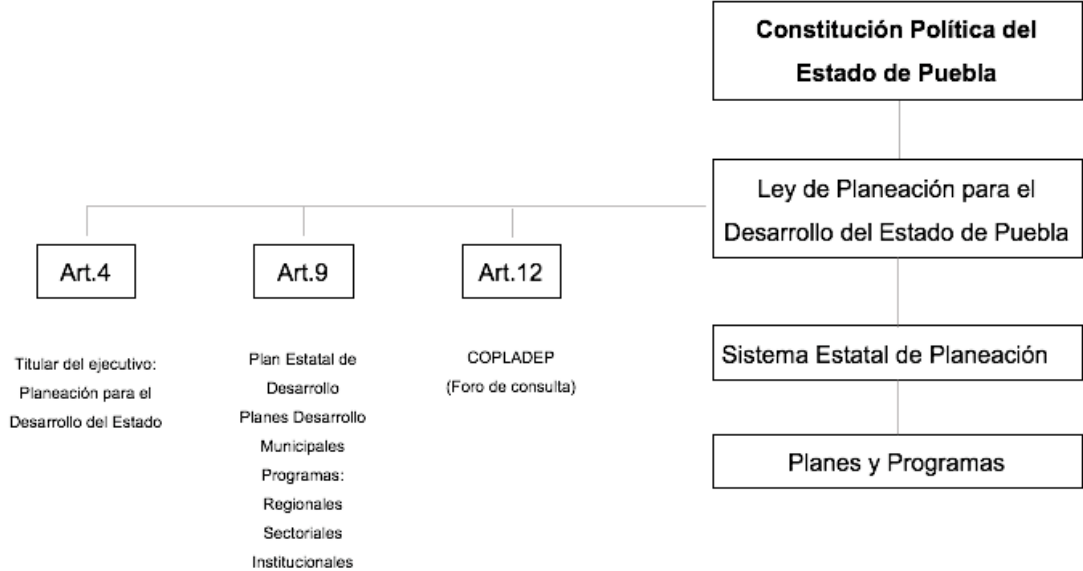 Constitución Política del
Estado de Puebla
Ley de Planeación para el
Desarrollo del Estado de Puebla
Art.4
Art.9
Art.12
Titular del ejecutivo:
Planeación para el
Desarrollo del Estado
Plan Estatal de
Desarrollo
Planes Desarrollo
Municipales
Programas:
Regionales
Sectoriales
Institucionales
COPLADEP
(Foro de consulta)
Sistema Estatal de Planeación
Planes y Programas